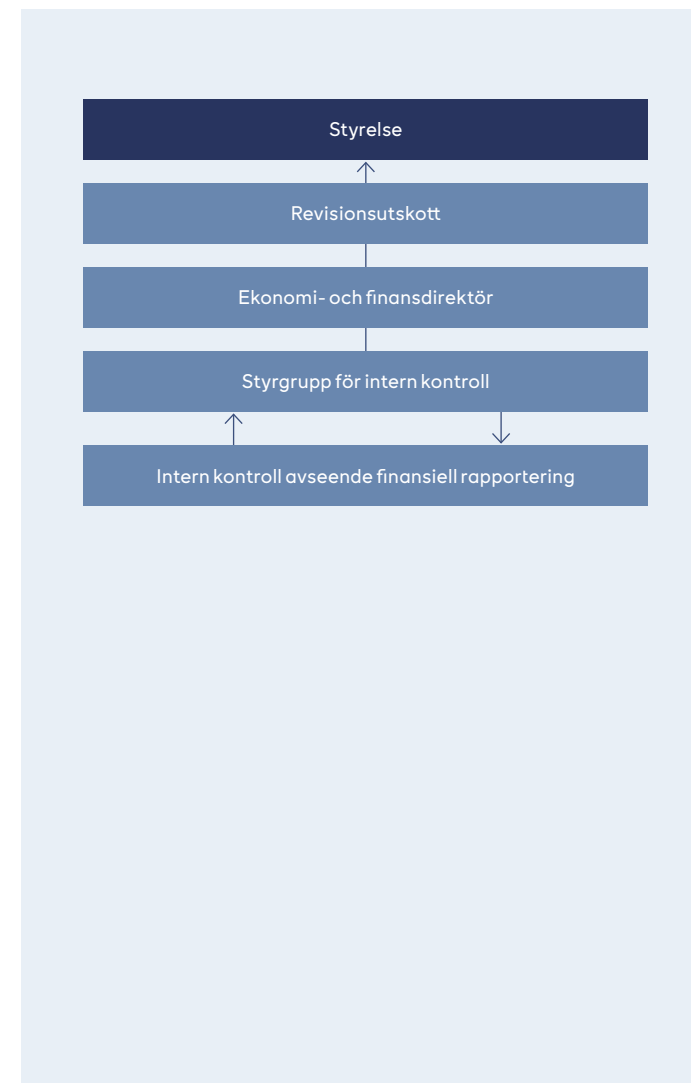 Styrelse
Revisionsutskott
Ekonomi- och finansdirektör
Styrgrupp för intern kontroll
Intern kontroll avseende finansiell rapportering